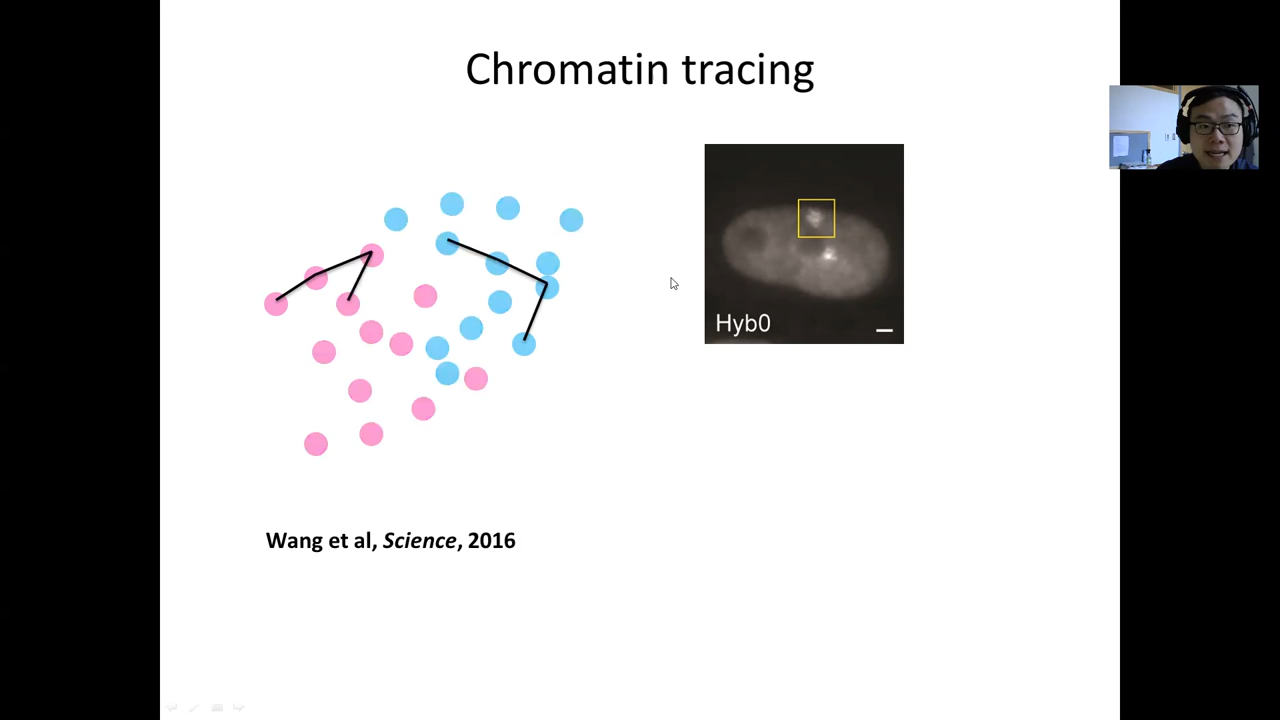 Chromatin tracing
Hyb0
Wang et al, Science, 2016